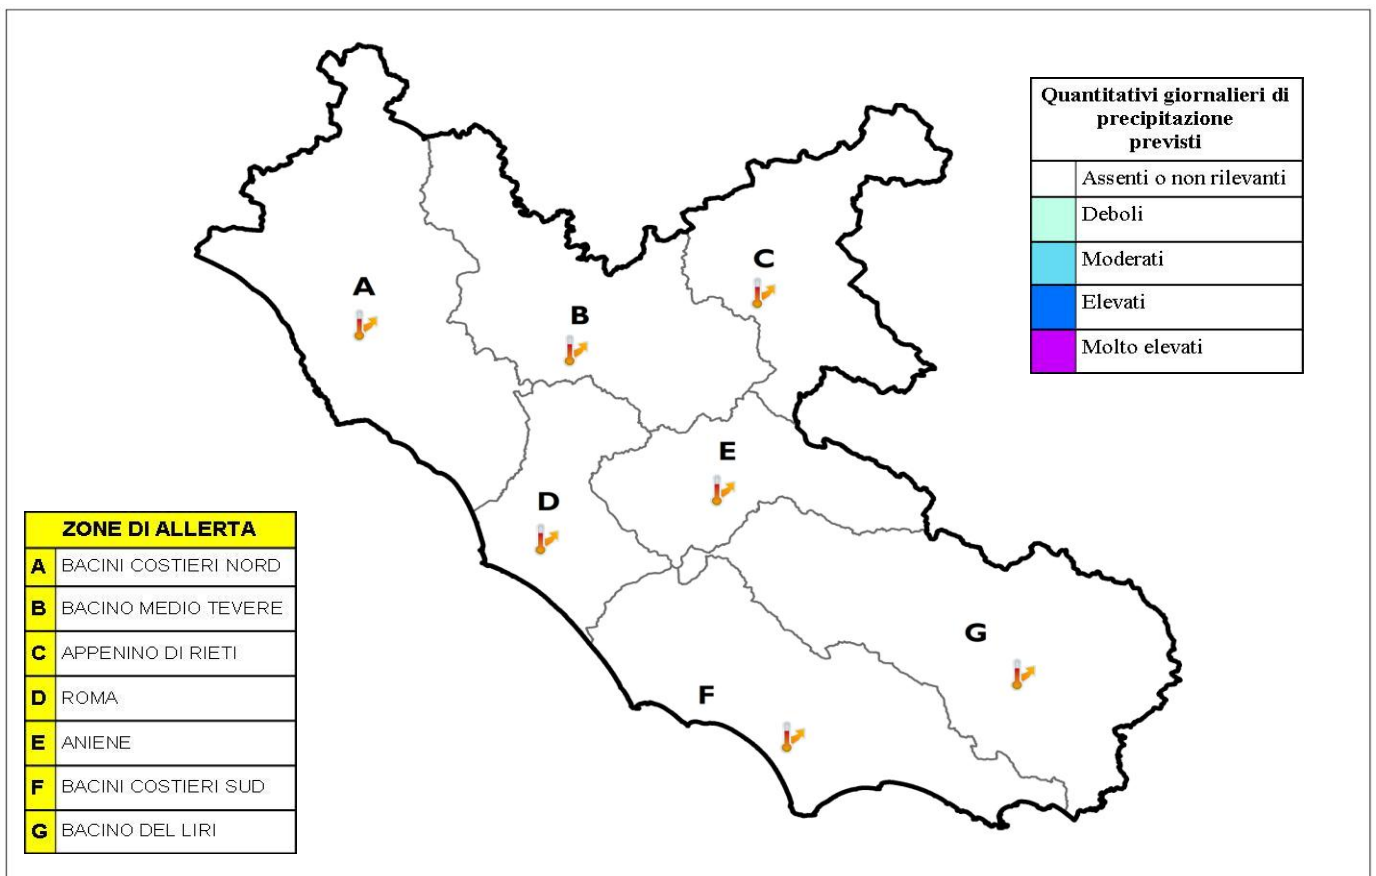 Quantitativi giornalieri di
precipitazione
previsti
Assenti o non rilevanti
Deboli
Moderati
Elevati
Molto elevati
C
A
B
E
D
G
F
ZONE DI ALLERTA
A BACINI COSTIERI NORD
B BACINO MEDIO TEVERE
C APPENINO DI RIETI
D ROMA
E ANIENE
F BACINI COSTIERI SUD
G BACINO DEL LIRI